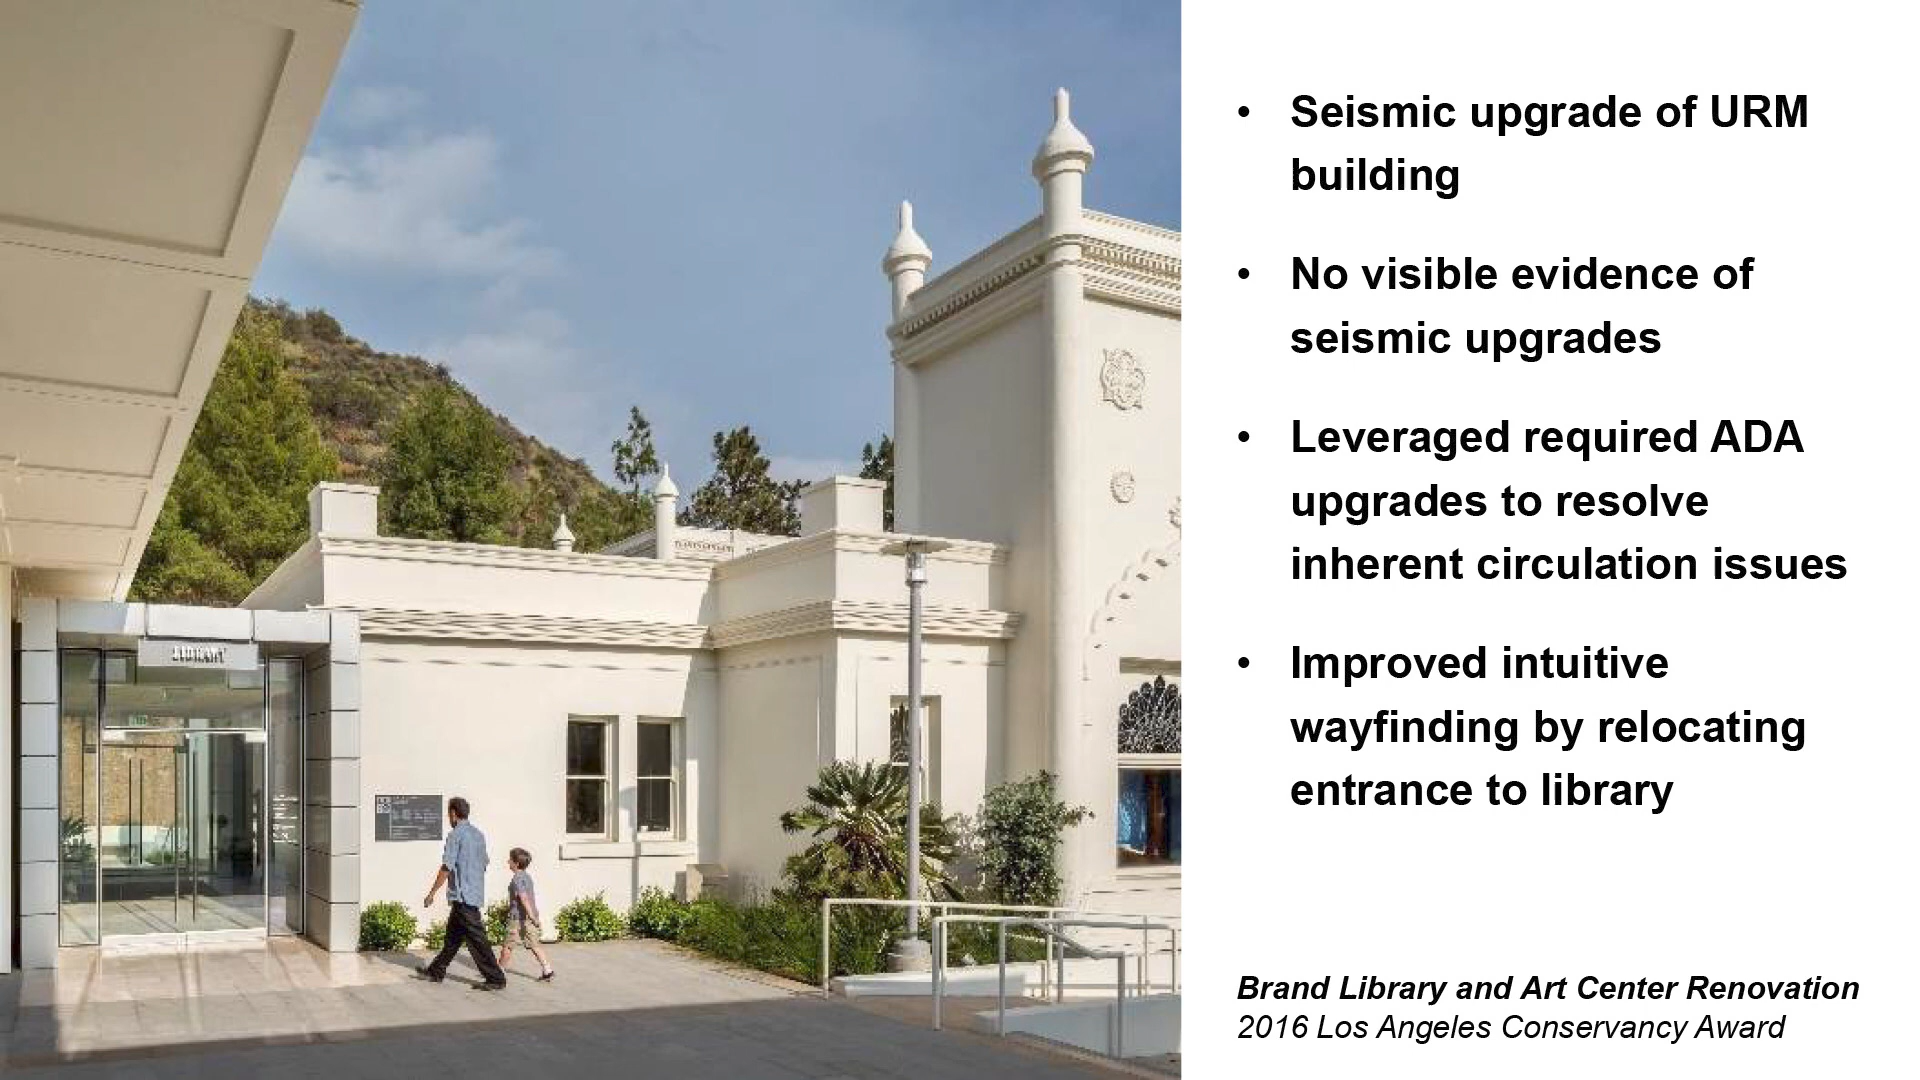 • Seismic upgrade of URM
building
• No visible evidence of
seismic upgrades
• Leveraged required ADA
upgrades to resolve
inherent circulation issues
• Improved intuitive
wayfinding by relocating
entrance to library
LIBRARY
Brand Library and Art Center Renovation
2016 Los Angeles Conservancy Award